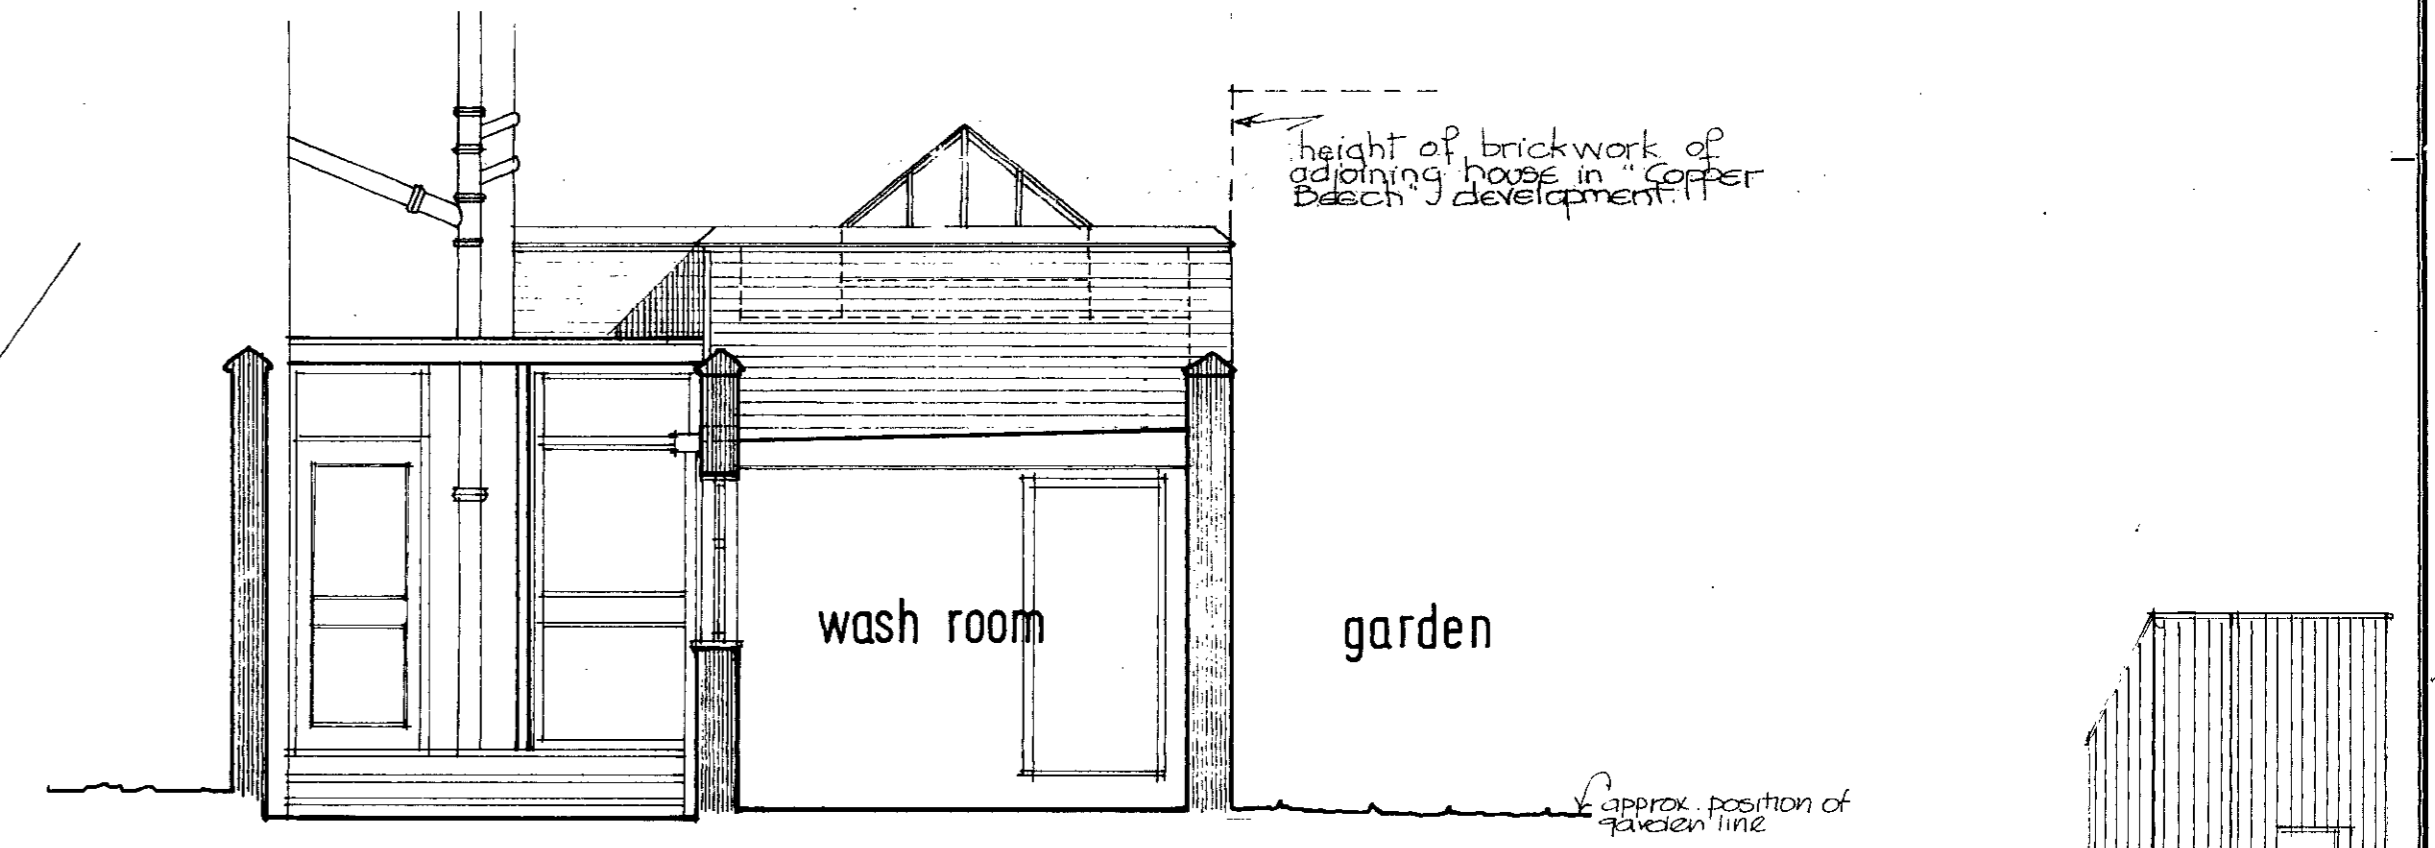 height of brickwork of
adjoining house in "Copper
Beech" development.
wash room
garden
approx. position of
garden line